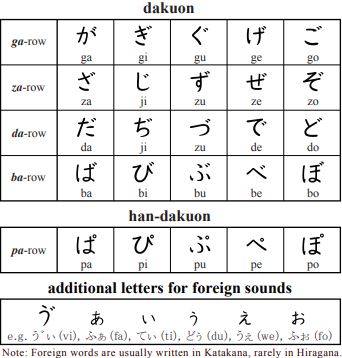 dakuon
ga-row が ぎ ぐ げ ご
ga gi gu ge go
za-row ざ じ ず ぜ ぞ
za ji zu ze zo
da-row だ ぢ づ で ど
da ji zu de do
ba-row ば び ぶ べ ぼ
ba bi bu be bo
han-dakuon
pa-row ぱ ぴ ぷ ぺ ぽ
pa pi pu pe po
additional letters for foreign sounds
ゔ ぁ ぃ ぅ ぇ ぉ
e.g. ゔぃ (vi), ふぁ (fa), てぃ (ti), どぅ (du), うぇ (we), ふぉ (fo)
Note: Foreign words are usually written in Katakana, rarely in Hiragana.